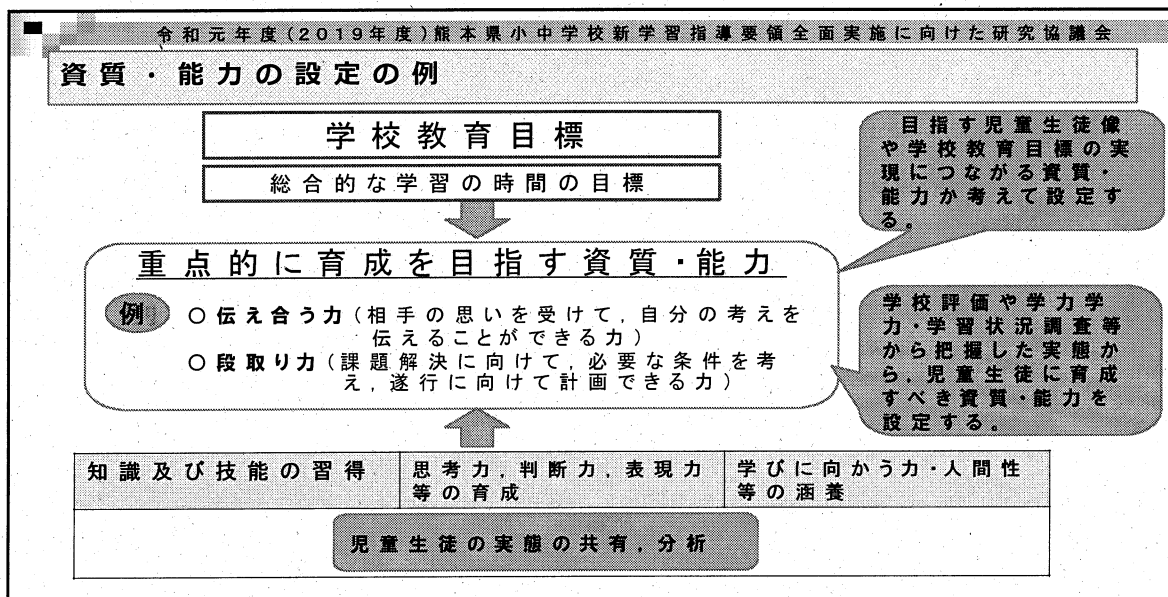 令和元年度(2019年度)熊本県小中学校新学習指導要領全面実施に向けた研究協議会
資質・能力の設定の例
学校教育目標
総合的な学習の時間の目標
目指す児童生徒像
や学校教育目標の実
現につながる資質・
能力か考えて設定す
る。
重点的に育成を目指す資質・能力
例
○伝え合う力(相手の思いを受けて,自分の考えを
伝えることができる力)
○段取り力(課題解決に向けて,必要な条件を考
え,遂行に向けて計画できる力)
学校評価や学力学
力・学習状況調査等
から把握した実態か
ら,児童生徒に育成
すべき資質・能力を
設定する。
知識及び技能の習得
思考力,判断力,表現力
等の育成
学びに向かう力・人間性
等の涵養
児童生徒の実態の共有,分析